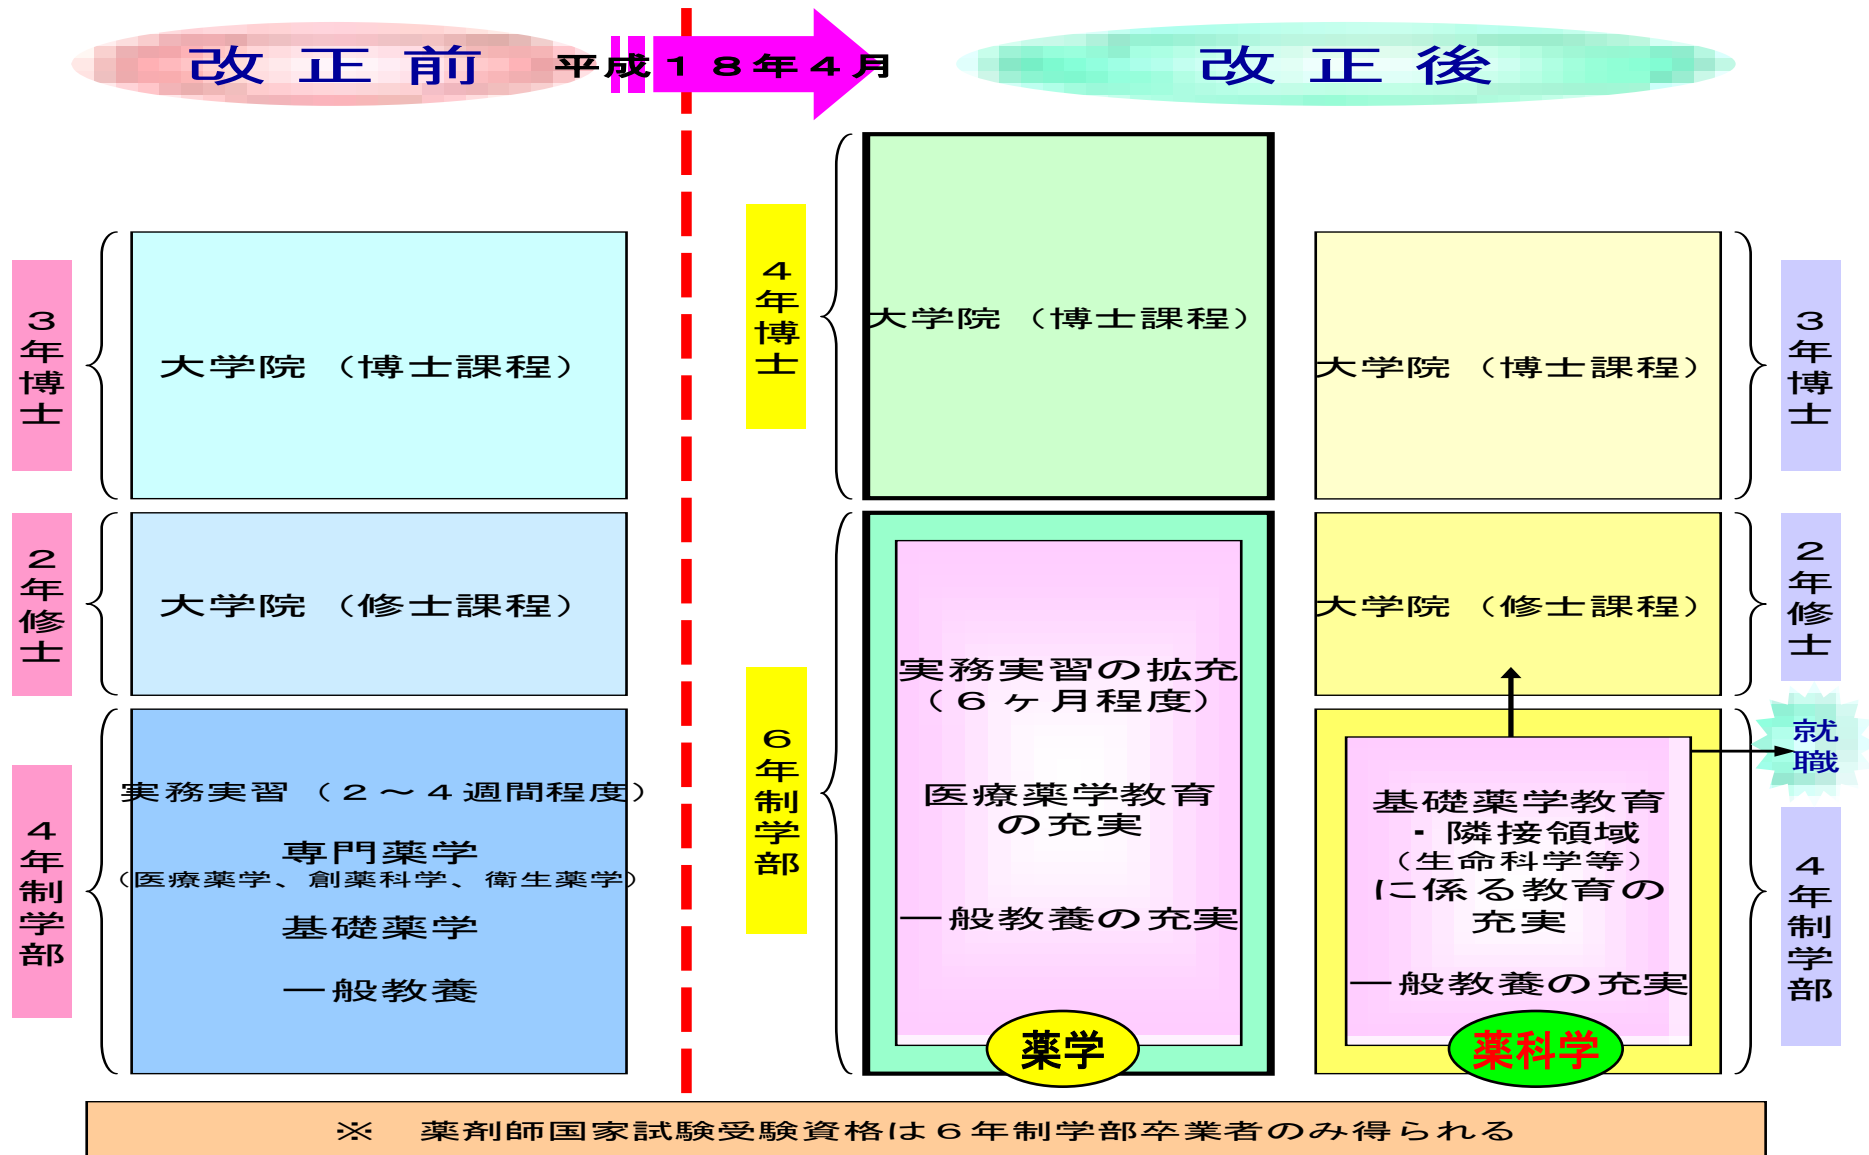 改正前
平成１８年４月
改正後
３年博士
大学院（博士課程）
２年修士
大学院（修士課程）
４年制学部
実務実習（２～４週間程度）
専門薬学
（医療薬学、創薬科学、衛生薬学）
基礎薬学
一般教養
４年博士
大学院（博士課程）
６年制学部
実務実習の拡充
（６ヶ月程度）
医療薬学教育
の充実
一般教養の充実
薬学
大学院（博士課程）
３年博士
大学院（修士課程）
２年修士
就職
基礎薬学教育
・隣接領域
（生命科学等）
に係る教育の
充実
一般教養の充実
薬科学
４年制学部
※　薬剤師国家試験受験資格は６年制学部卒業者のみ得られる